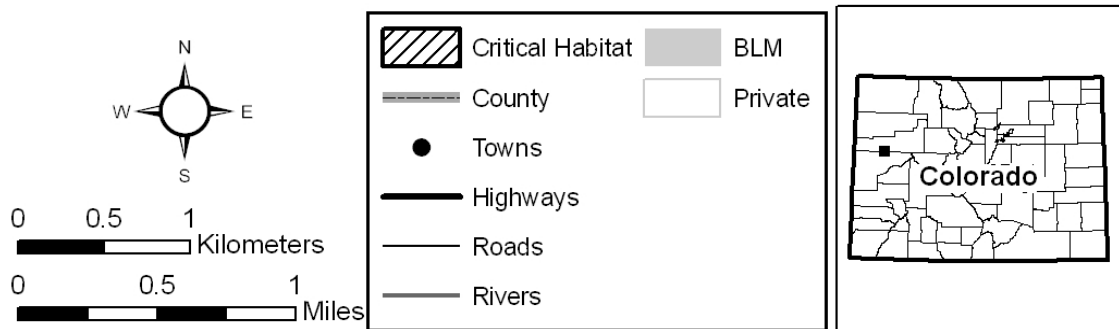 N
W E
S
0 0.5 1
Kilometers
0 0.5 1
Miles
Critical Habitat
County
Towns
Highways
Roads
Rivers
BLM
Private
Colorado